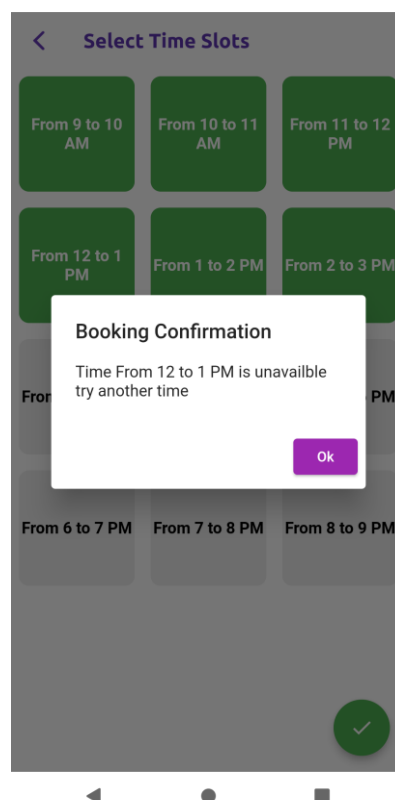 Select Time Slots
From 9 to 10
AM
From 10 to 11
AM
From 11 to 12
PM
From 12 to 1
PM
From 1 to 2 PM
From 2 to 3 PM
Booking Confirmation
Time From 12 to 1 PM is unavailble
try another time
Ok
PM
From 6 to 7 PM
From 7 to 8 PM
From 8 to 9 PM